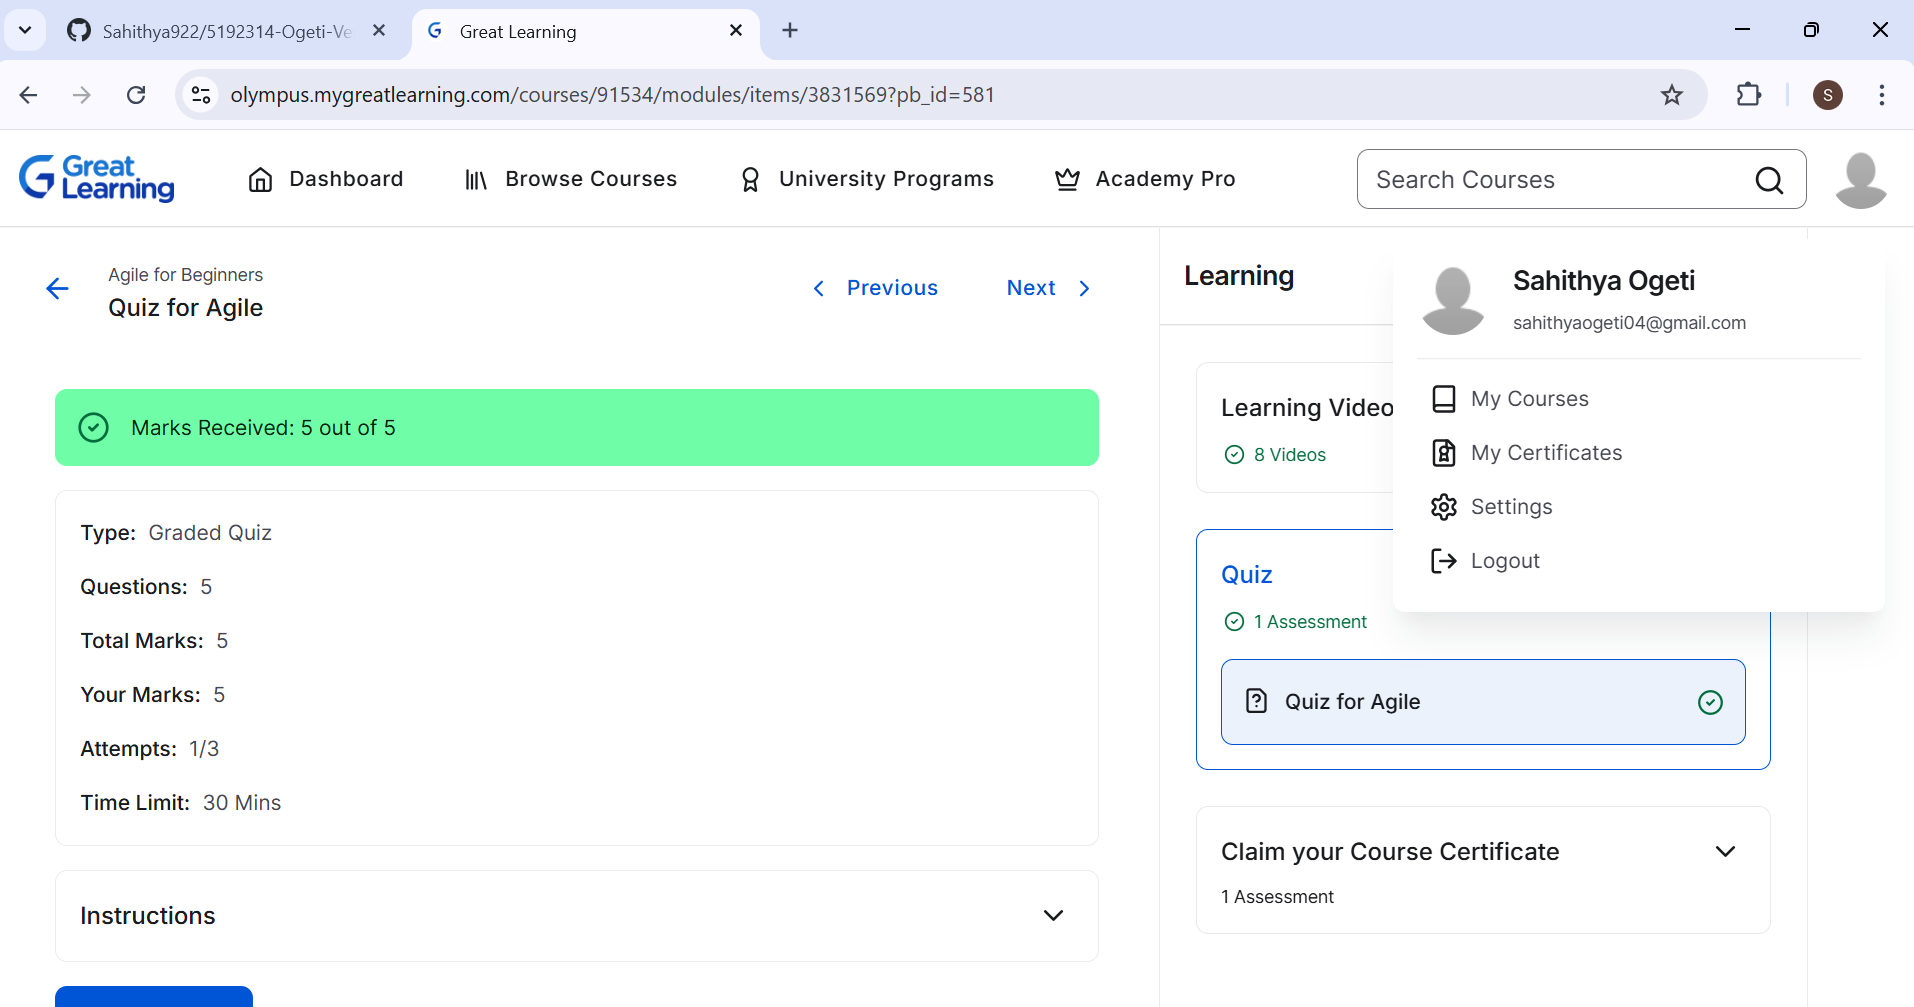 Sahithya922/5192314-Ogeti-Ve
Great Learning
olympus.mygreatlearning.com/courses/91534/modules/items/3831569?pb_id=581
S
Great Learning
Dashboard
Browse Courses
University Programs
Academy Pro
Search Courses
Agile for Beginners
Quiz for Agile
Previous
Next
Marks Received: 5 out of 5
Type: Graded Quiz
Questions: 5
Total Marks: 5
Your Marks: 5
Attempts: 1/3
Time Limit: 30 Mins
Instructions
Learning
Learning Video
8 Videos
Quiz
1 Assessment
Quiz for Agile
Claim your Course Certificate
1 Assessment
Sahithya Ogeti
sahithyaogeti04@gmail.com
My Courses
My Certificates
Settings
Logout